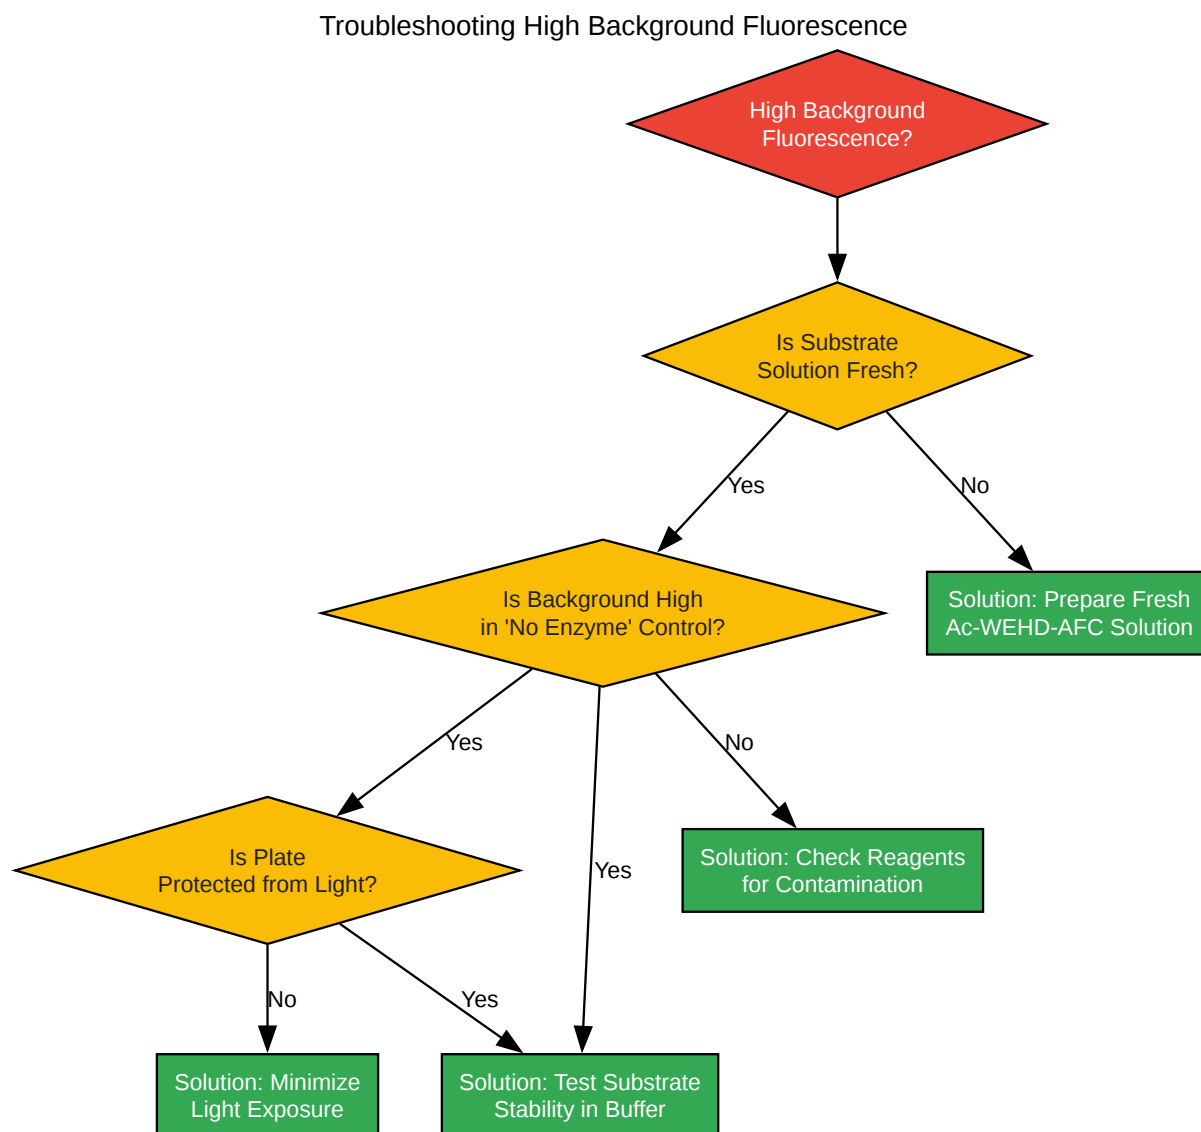 Troubleshooting High Background Fluorescence
High Background
Fluorescence?
Is Substrate
Solution Fresh?
Yes
No
Is Background High
in 'No Enzyme' Control?
Solution: Prepare Fresh
Ac-WEHD-AFC Solution
Yes
No
Is Plate
Protected from Light?
Yes
Solution: Check Reagents
for Contamination
No
Yes
Solution: Minimize
Light Exposure
Solution: Test Substrate
Stability in Buffer